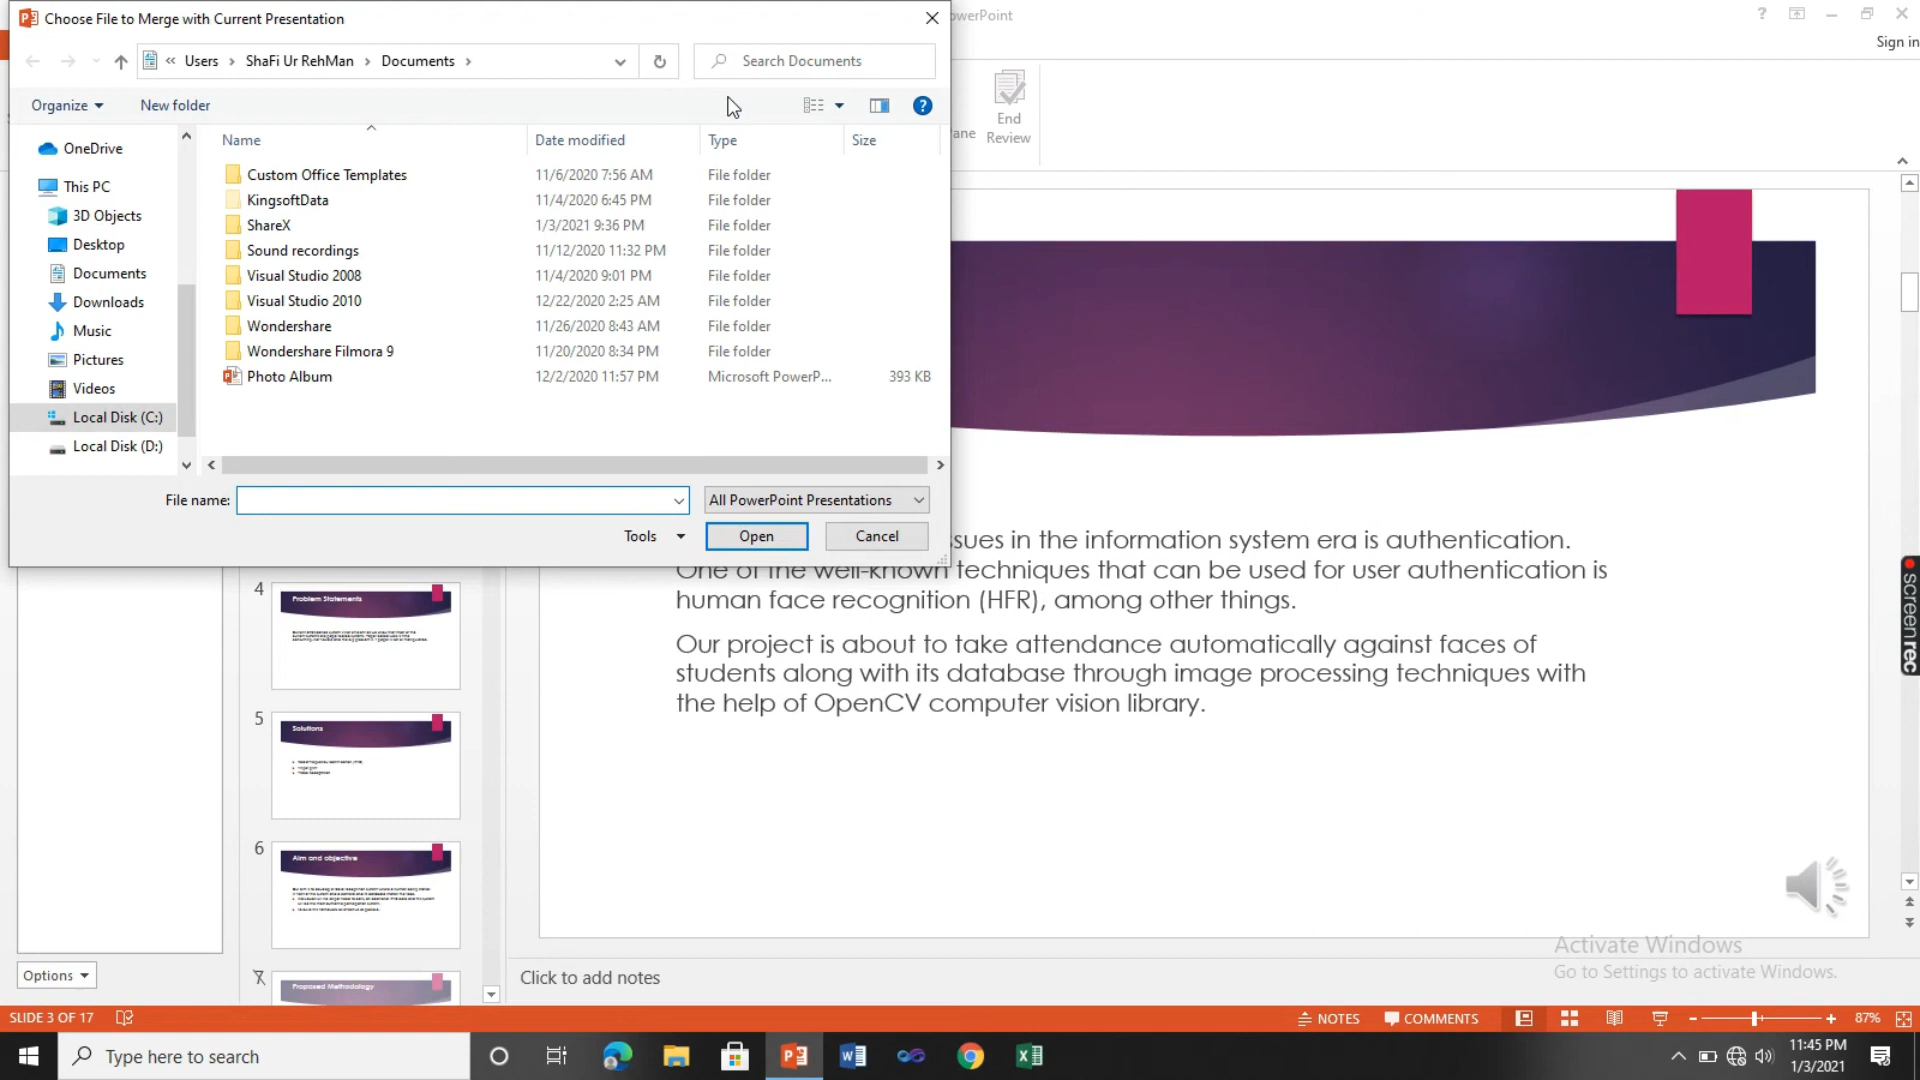 Choose File to Merge with Current Presentation
PowerPoint
Sign in
« Users › ShaFi Ur RehMan › Documents ›
Search Documents
Organize
New folder
End
Review
Name
Date modified
Type
Size
OneDrive
This PC
3D Objects
Desktop
Documents
Downloads
Music
Pictures
Videos
Local Disk (C:)
Local Disk (D:)
Custom Office Templates 11/6/2020 7:56 AM File folder
KingsoftData 11/4/2020 6:45 PM File folder
ShareX 1/3/2021 9:36 PM File folder
Sound recordings 11/12/2020 11:32 PM File folder
Visual Studio 2008 11/4/2020 9:01 PM File folder
Visual Studio 2010 12/22/2020 2:25 AM File folder
Wondershare 11/26/2020 8:43 AM File folder
Wondershare Filmora 9 11/20/2020 8:34 PM File folder
Photo Album 12/2/2020 11:57 PM Microsoft PowerP... 393 KB
File name:
All PowerPoint Presentations
Tools
Open
Cancel
ssues in the information system era is authentication.
One of the well-known techniques that can be used for user authentication is
human face recognition (HFR), among other things.
Our project is about to take attendance automatically against faces of
students along with its database through image processing techniques with
the help of OpenCV computer vision library.
4
Problem Statements
5
Solutions
6
Aim and objective
7
Proposed Methodology
Options
Click to add notes
Activate Windows
Go to Settings to activate Windows.
screenrec
SLIDE 3 OF 17
NOTES
COMMENTS
87%
Type here to search
11:45 PM
1/3/2021